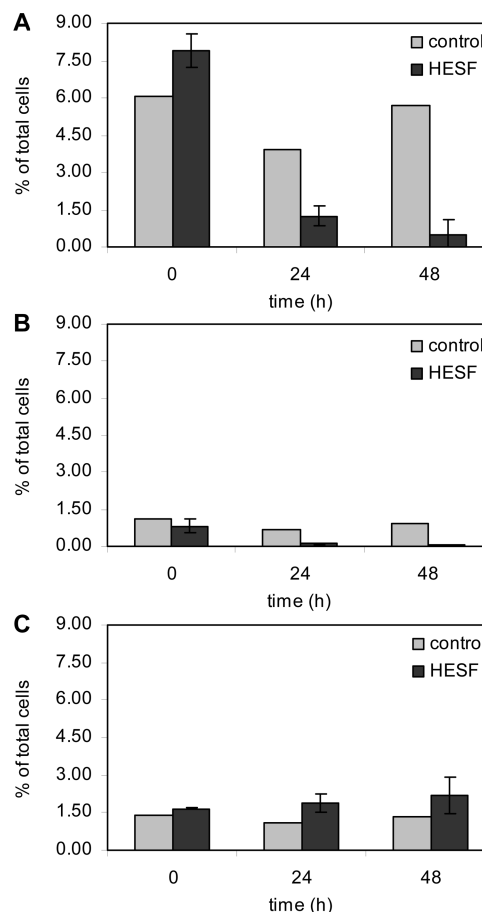 A
9.00
7.50
6.00
4.50
3.00
1.50
0.00
% of total cells
control
HESF
0 24 48
time (h)
B
9.00
7.50
6.00
4.50
3.00
1.50
0.00
% of total cells
control
HESF
0 24 48
time (h)
C
9.00
7.50
6.00
4.50
3.00
1.50
0.00
% of total cells
contro
HESF
0 24 48
time (h)